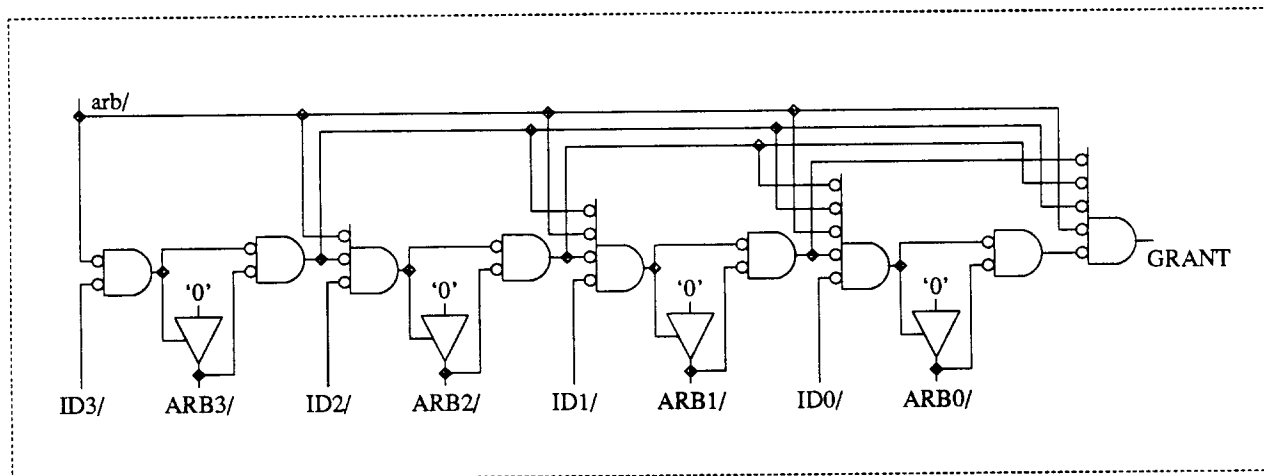 arb/
GRANT
‘0’ ‘0’ ‘0’ ‘0’
ID3/ ARB3/ ID2/ ARB2/ ID1/ ARB1/ ID0/ ARB0/